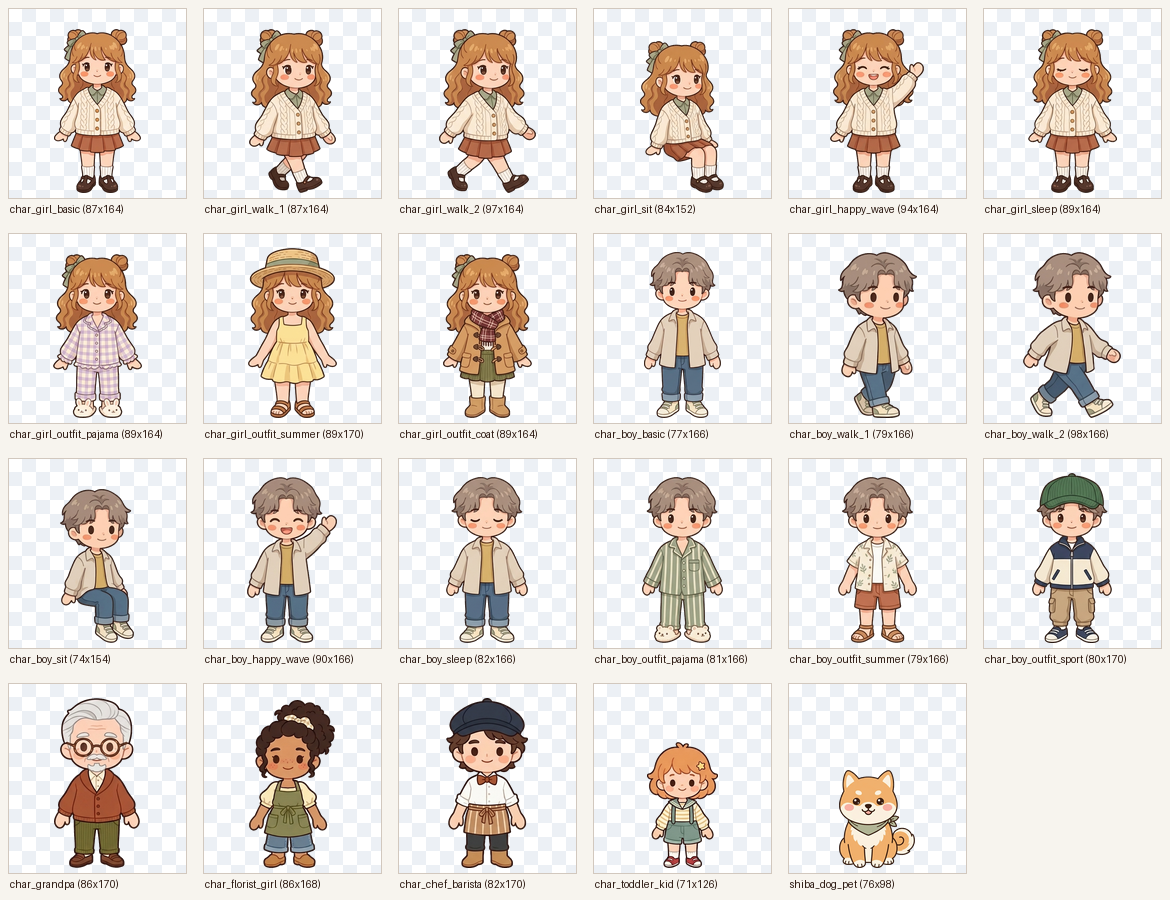 char_girl_basic (87x164)
char_girl_walk_1 (87x164)
char_girl_walk_2 (97x164)
char_girl_sit (84x152)
char_girl_happy_wave (94x164)
char_girl_sleep (89x164)
char_girl_outfit_pajama (89x164)
char_girl_outfit_summer (89x170)
char_girl_outfit_coat (89x164)
char_boy_basic (77x166)
char_boy_walk_1 (79x166)
char_boy_walk_2 (98x166)
char_boy_sit (74x154)
char_boy_happy_wave (90x166)
char_boy_sleep (82x166)
char_boy_outfit_pajama (81x166)
char_boy_outfit_summer (79x166)
char_boy_outfit_sport (80x170)
char_grandpa (86x170)
char_florist_girl (86x168)
char_chef_barista (82x170)
char_toddler_kid (71x126)
shiba_dog_pet (76x98)